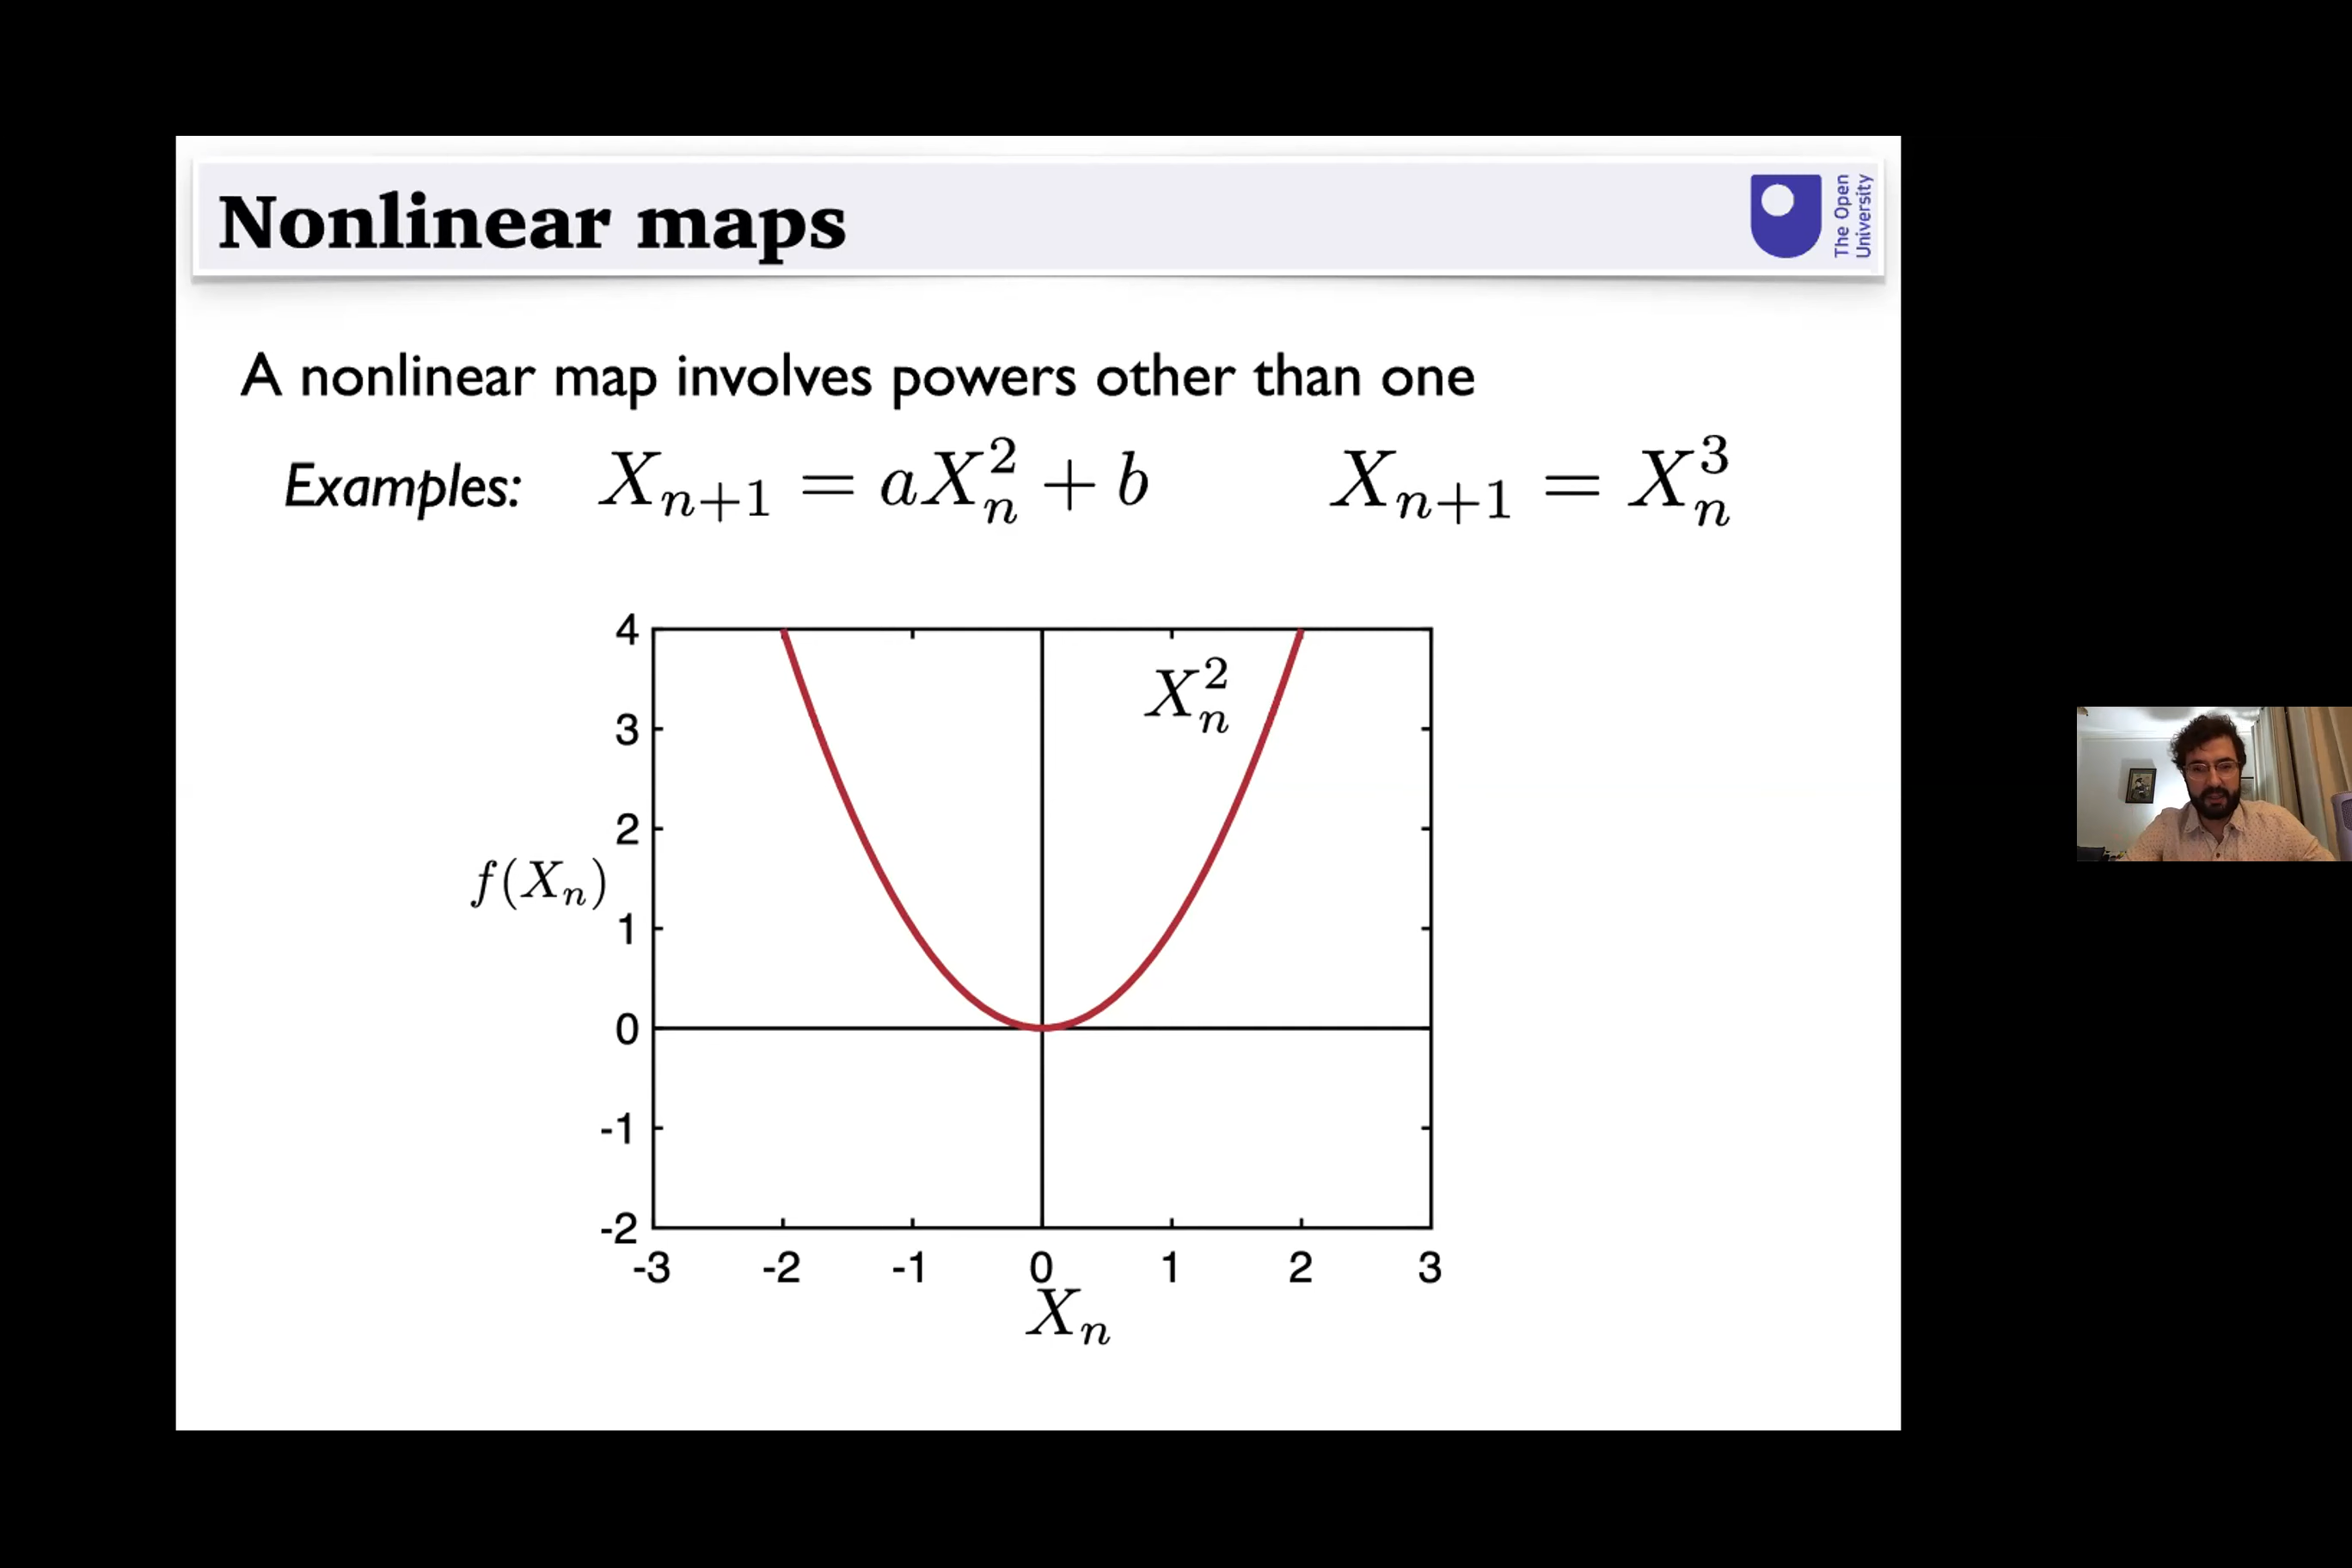 Nonlinear maps
The Open
University
A nonlinear map involves powers other than one
Examples: $X_{n+1} = aX_n^2 + b$ $X_{n+1} = X_n^3$
4
$X_n^2$
3
2
$f(X_n)$
1
0
-1
-2
-3 -2 -1 0 1 2 3
$X_n$